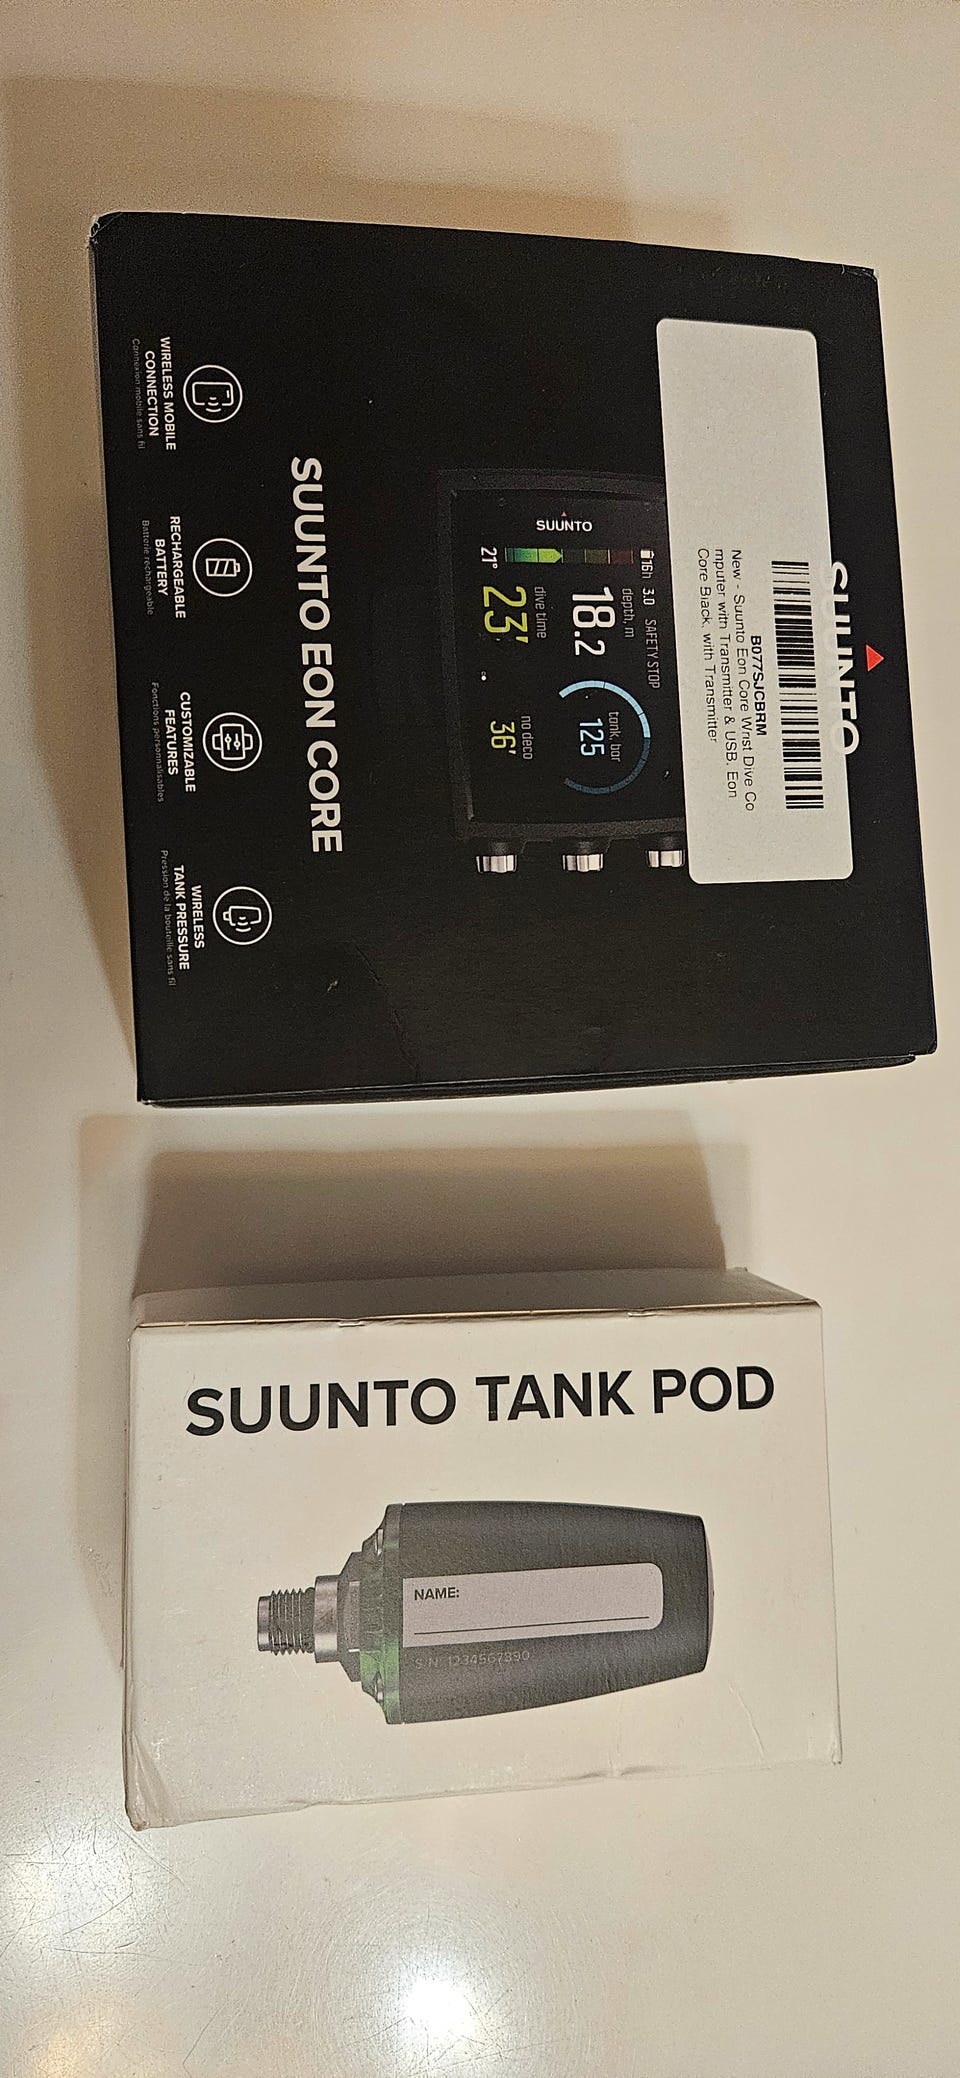 SUUNTO
B077SJCBRM
New - Suunto Eon Core Wrist Dive Co
mputer with Transmitter & USB, Eon
Core Black, with Transmitter
16h 3.0 SAFETY STOP
depth, m
18.2
tank, bar
125
dive time
23'
no deco
36'
21°
SUUNTO
SUUNTO EON CORE
WIRELESS MOBILE
CONNECTION
Connexion mobile sans fil
RECHARGEABLE
BATTERY
Batterie rechargeable
CUSTOMIZABLE
FEATURES
Fonctions personnalisables
WIRELESS
TANK PRESSURE
Pression de la bouteille sans fil
SUUNTO TANK POD
NAME:
S/N: 1234567890